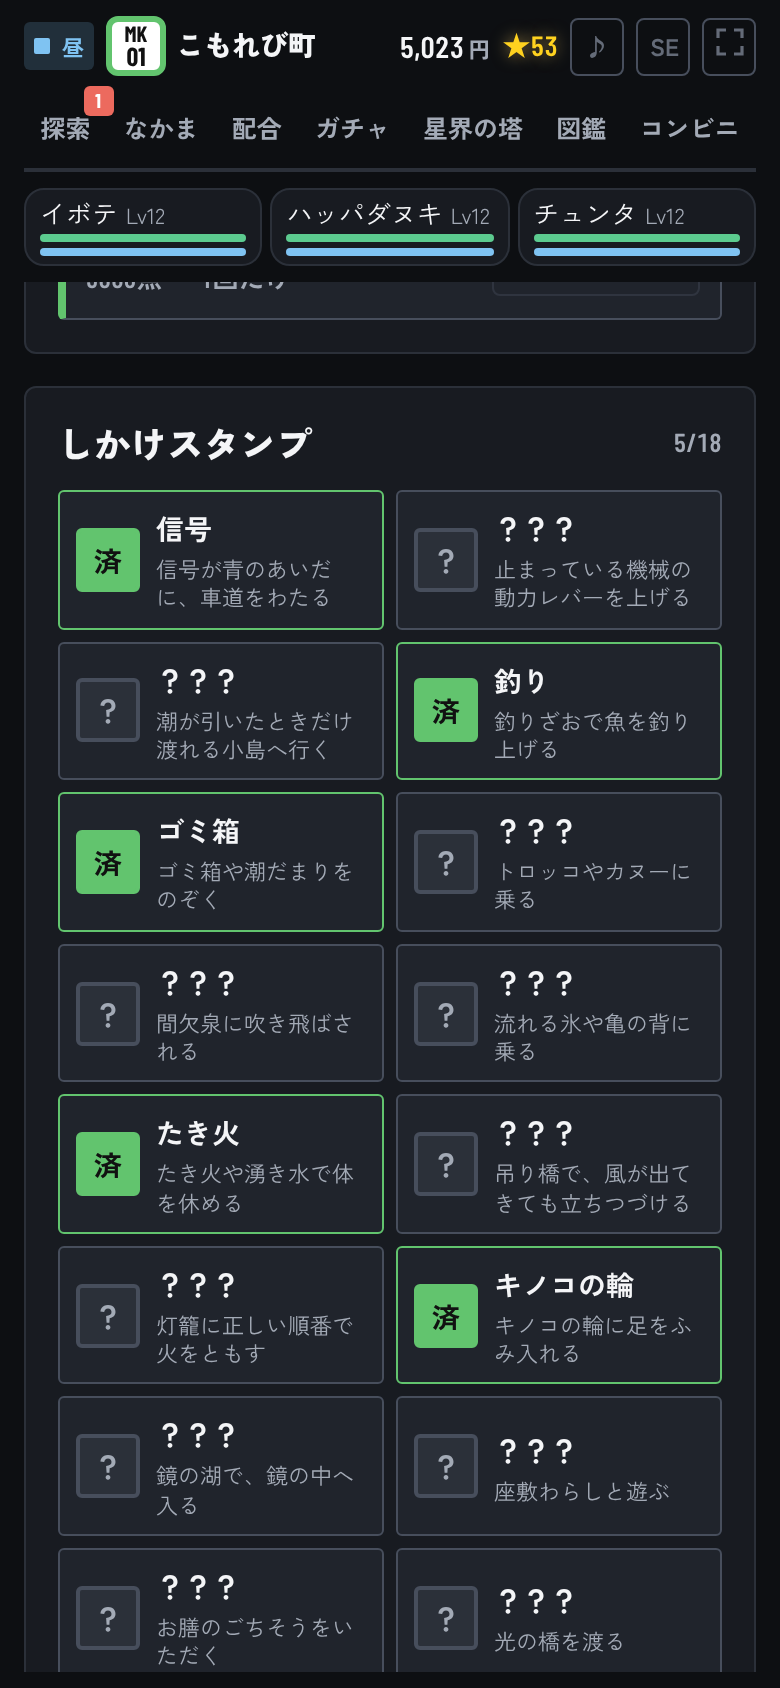 昼 MK 01 こもれび町 5,023 円 ★53 ♪ SE
1
探索 なかま 配合 ガチャ 星界の塔 図鑑 コンビニ
イボテ Lv12 ハッパダヌキ Lv12 チュンタ Lv12
しかけスタンプ 5/18
済
信号
信号が青のあいだ
に、車道をわたる
?
???
止まっている機械の
動力レバーを上げる
?
???
潮が引いたときだけ
渡れる小島へ行く
済
釣り
釣りざおで魚を釣り
上げる
済
ゴミ箱
ゴミ箱や潮だまりを
のぞく
?
???
トロッコやカヌーに
乗る
?
???
間欠泉に吹き飛ばさ
れる
?
???
流れる氷や亀の背に
乗る
済
たき火
たき火や湧き水で体
を休める
?
???
吊り橋で、風が出て
きても立ちつづける
?
???
灯籠に正しい順番で
火をともす
済
キノコの輪
キノコの輪に足をふ
み入れる
?
???
鏡の湖で、鏡の中へ
入る
?
???
座敷わらしと遊ぶ
?
???
お膳のごちそうをい
ただく
?
???
光の橋を渡る